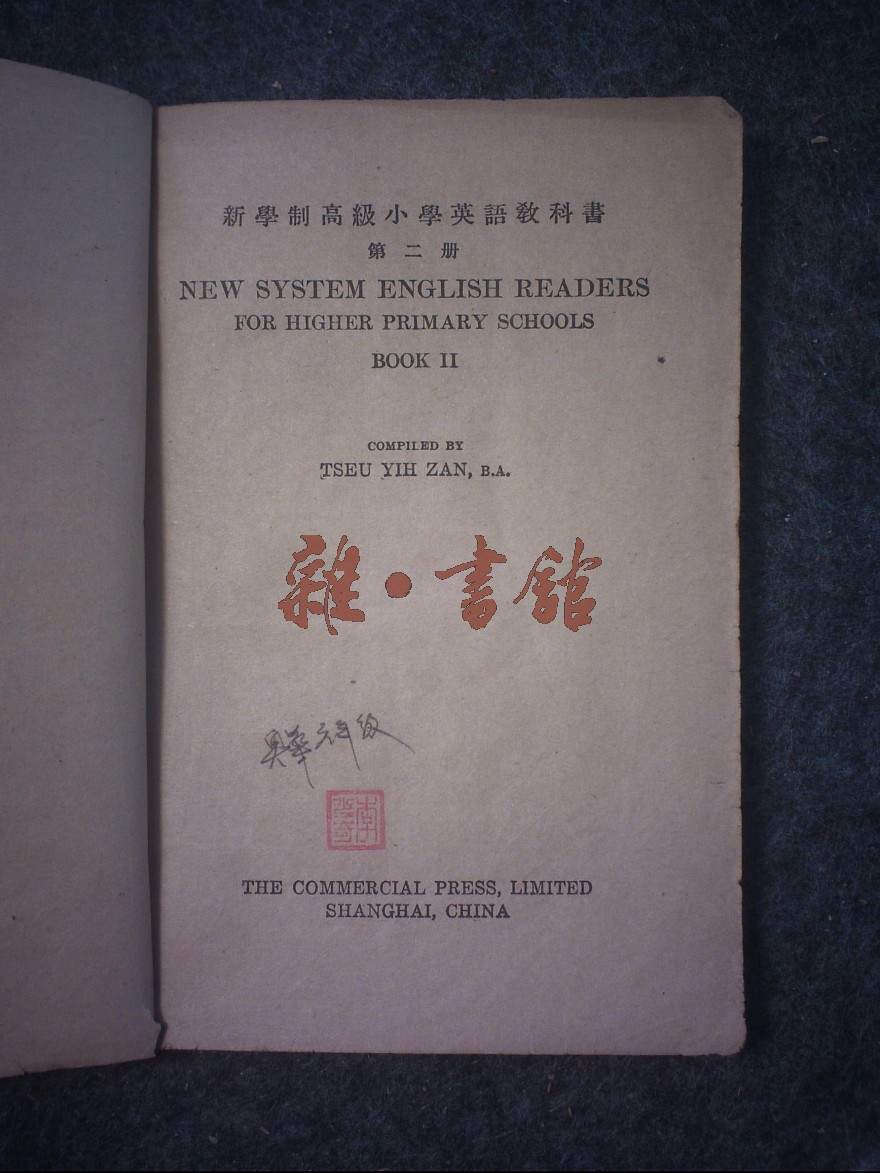 新學制高級小學英語教科書
第二册
NEW SYSTEM ENGLISH READERS
FOR HIGHER PRIMARY SCHOOLS
BOOK II
COMPILED BY
TSEU YIH ZAN, B.A.
雜·書館
THE COMMERCIAL PRESS, LIMITED
SHANGHAI, CHINA